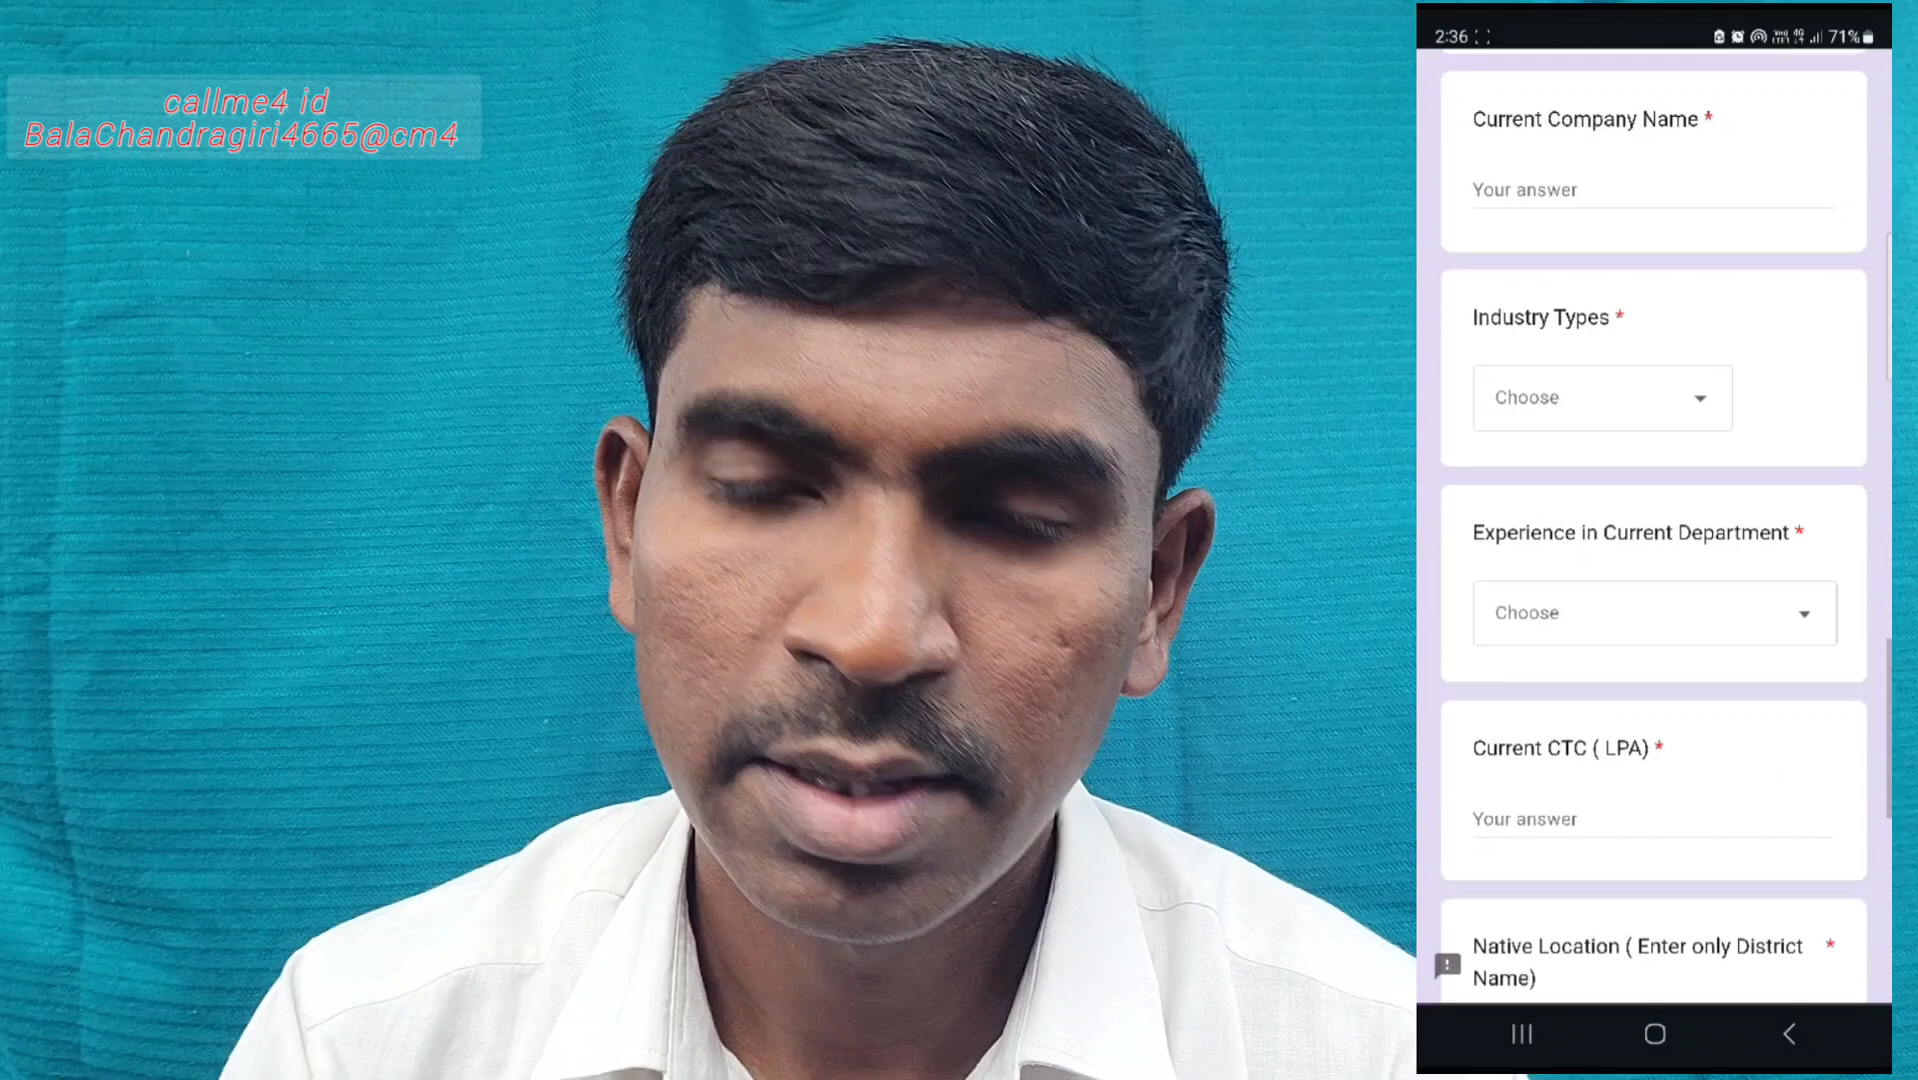 callme4 id
BalaChandragiri4665@cm4
2:36
71%
Current Company Name *
Your answer
Industry Types *
Choose
Experience in Current Department *
Choose
Current CTC ( LPA) *
Your answer
Native Location ( Enter only District *
Name)